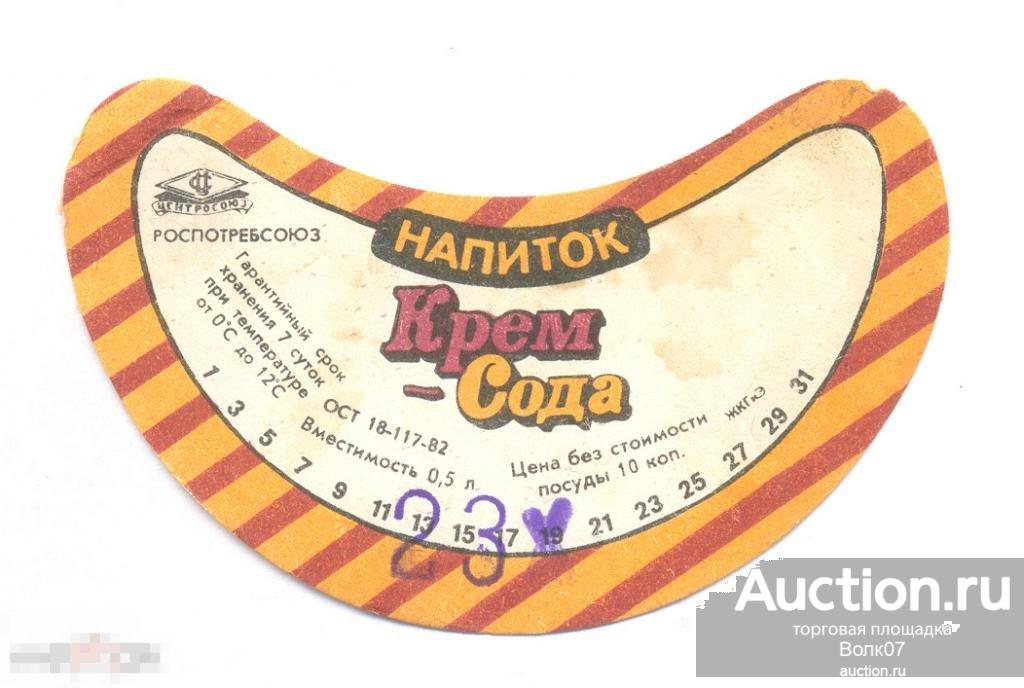 ЦЕНТРОСОЮЗ
РОСПОТРЕБСОЮЗ
НАПИТОК
Крем
-Сода
Гарантийный срок
хранения 7 суток
при температуре
от 0°С до 12°С
ОСТ 18-117-82
Вместимость 0,5 л.
Цена без стоимости
посуды 10 коп.
1 3 5 7 9 11 13 15 17 19 21 23 25 27 29 31
23
Auction.ru
торговая площадка
Волк07
auction.ru